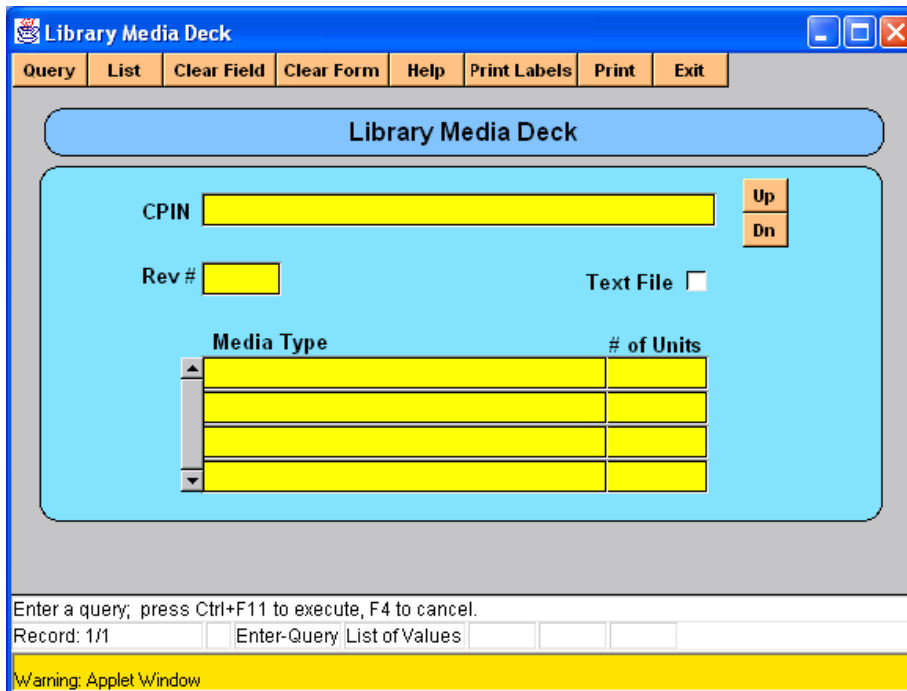 Library Media Deck
Query List Clear Field Clear Form Help Print Labels Print Exit
Library Media Deck
CPIN
Up
Dn
Rev #
Text File
Media Type # of Units
Enter a query; press Ctrl+F11 to execute, F4 to cancel.
Record: 1/1 Enter-Query List of Values
Warning: Applet Window